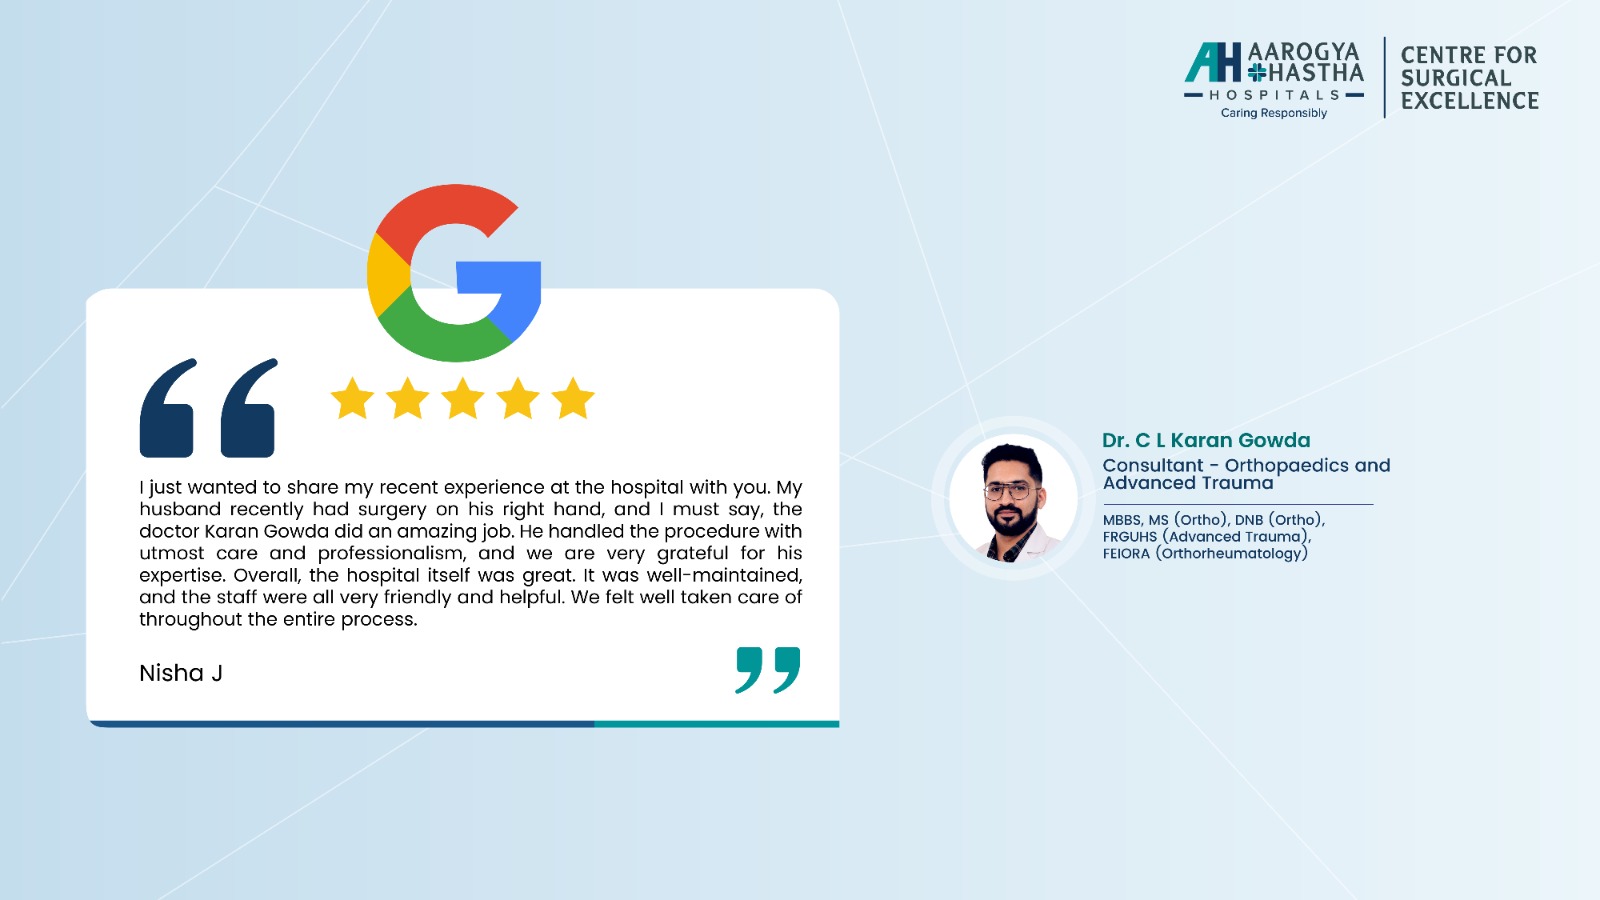 AH AAROGYA
HASTHA
HOSPITALS
Caring Responsibly
CENTRE FOR
SURGICAL
EXCELLENCE
I just wanted to share my recent experience at the hospital with you. My
husband recently had surgery on his right hand, and I must say, the
doctor Karan Gowda did an amazing job. He handled the procedure with
utmost care and professionalism, and we are very grateful for his
expertise. Overall, the hospital itself was great. It was well-maintained,
and the staff were all very friendly and helpful. We felt well taken care of
throughout the entire process.
Nisha J
Dr. C L Karan Gowda
Consultant - Orthopaedics and
Advanced Trauma
MBBS, MS (Ortho), DNB (Ortho),
FRGUHS (Advanced Trauma),
FEIORA (Orthorheumatology)